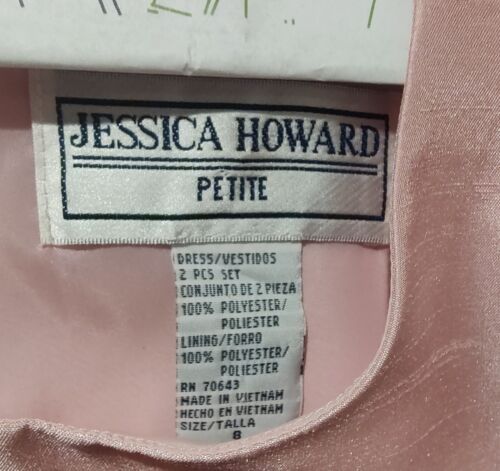 JESSICA HOWARD
PETITE
DRESS/VESTIDOS
2 PCS SET
CONJUNTO DE 2 PIEZA
100% POLYESTER/
POLIESTER
LINING/FORRO
100% POLYESTER/
POLIESTER
RN 70643
MADE IN VIETNAM
HECHO EN VIETNAM
SIZE/TALLA
8